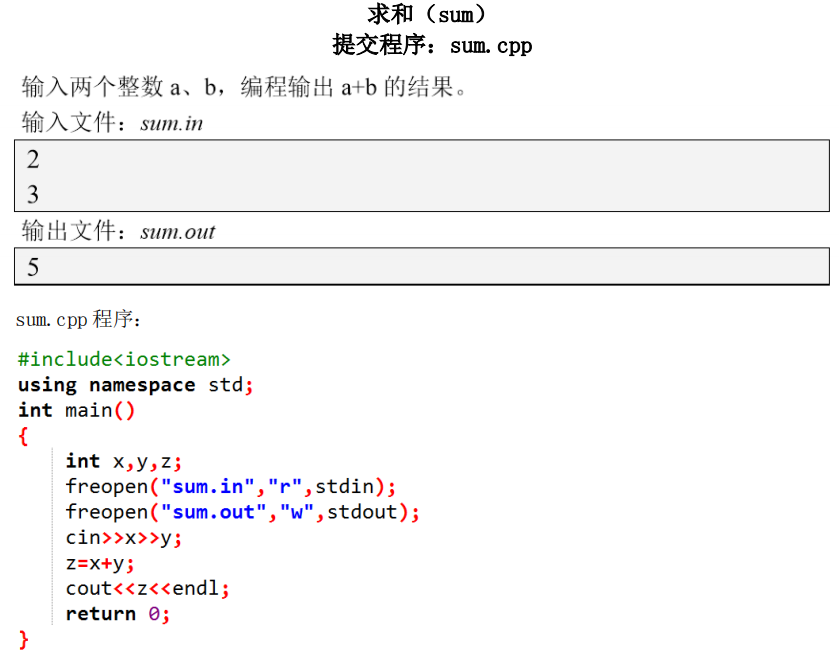 求和（sum）
提交程序：sum.cpp
输入两个整数 a、b，编程输出 a+b 的结果。
输入文件：sum.in
2
3
输出文件：sum.out
5
sum.cpp 程序：
#include<iostream>
using namespace std;
int main()
{
int x,y,z;
freopen("sum.in","r",stdin);
freopen("sum.out","w",stdout);
cin>>x>>y;
z=x+y;
cout<<z<<endl;
return 0;
}